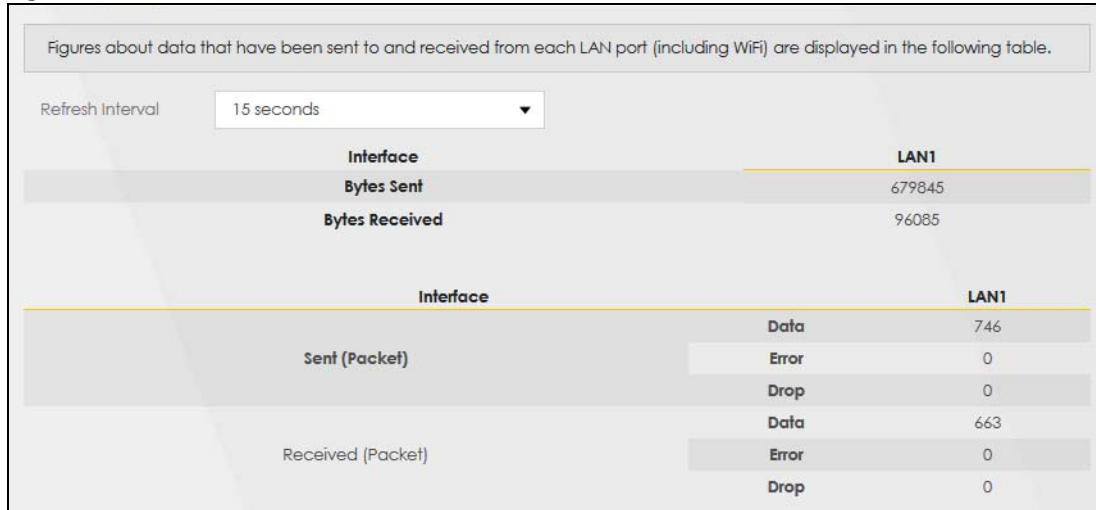 Figures about data that have been sent to and received from each LAN port (including WiFi) are displayed in the following table.
Refresh Interval 15 seconds
Interface LAN1
Bytes Sent 679845
Bytes Received 96085
Interface LAN1
Sent (Packet) Data 746
Error 0
Drop 0
Received (Packet) Data 663
Error 0
Drop 0